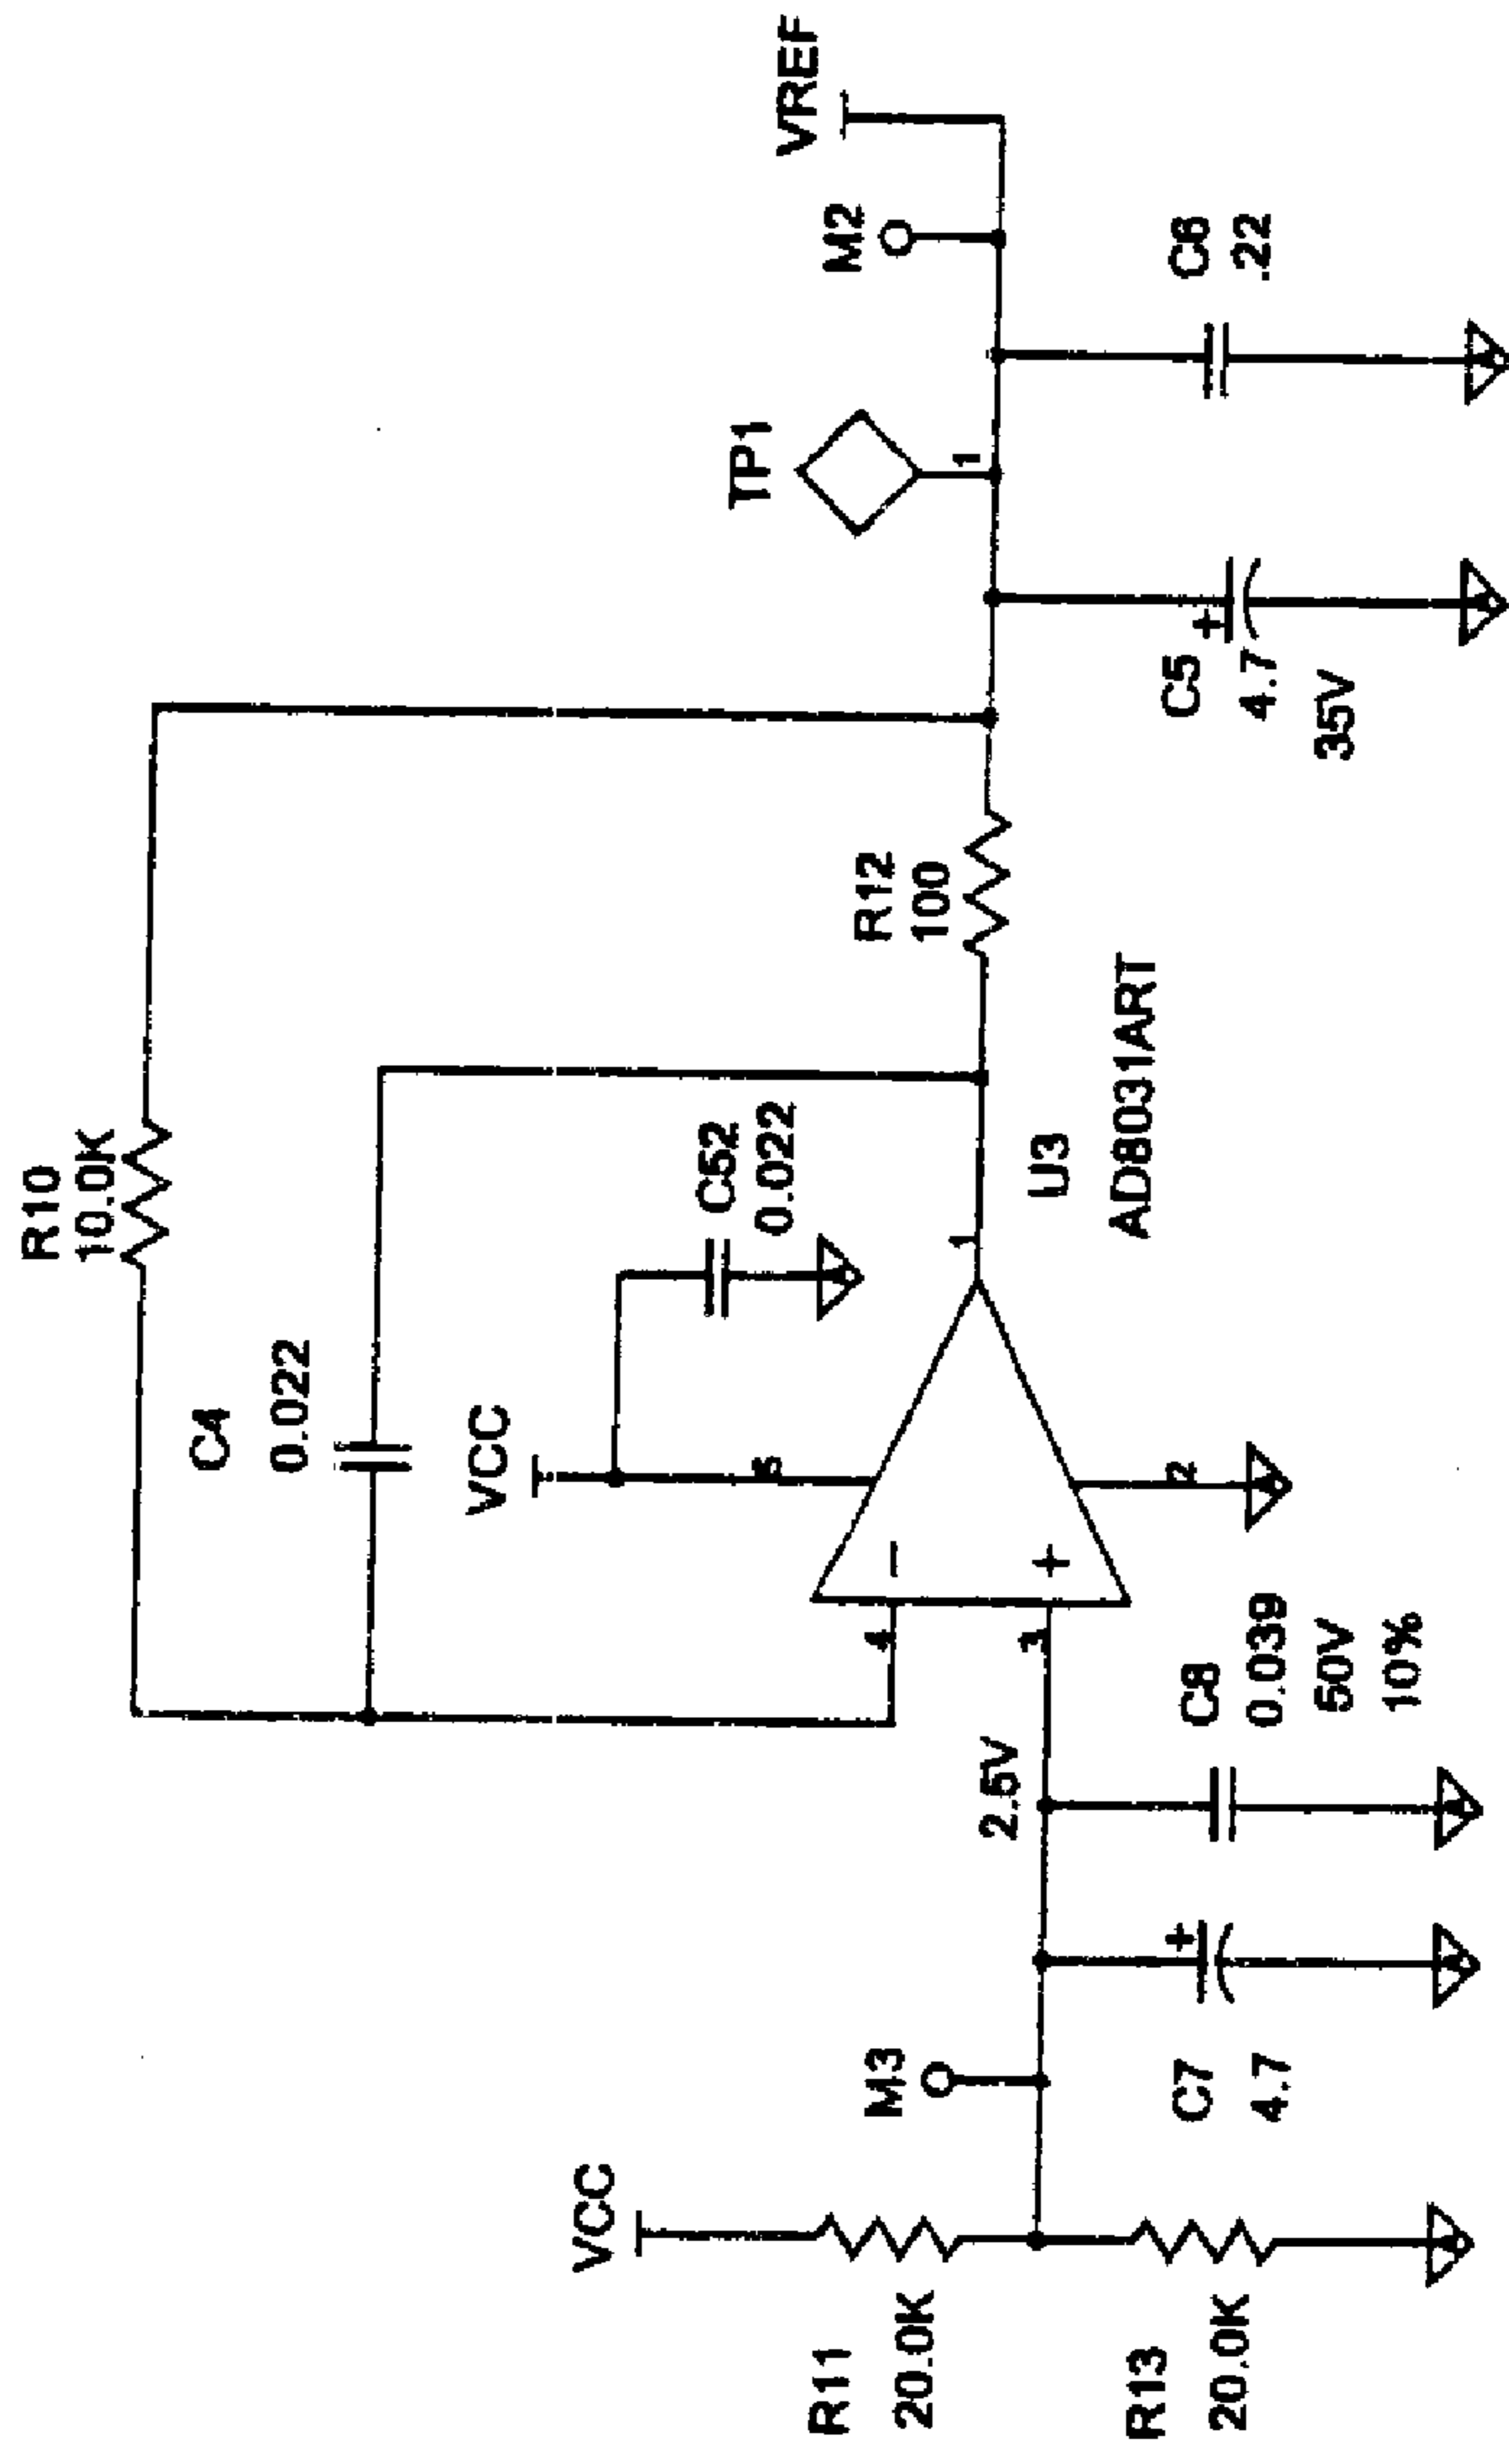 R10
10.0K
C4
0.022
VCC
C52
0.022
5
4
3
2
1
U3
AD8031ART
R12
100
TP1
1
M2
VREF
C5
4.7
35V
C6
.22
VCC
R11
20.0K
R13
20.0K
M3
C7
4.7
+
2.5V
C8
0.039
50V
10%
−
+
+